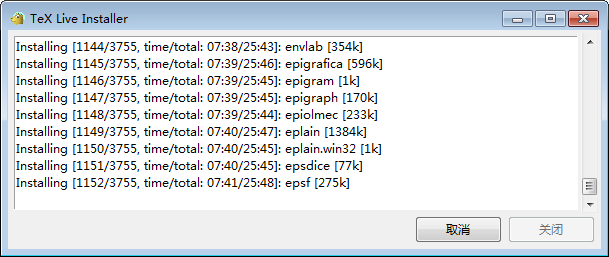 TeX Live Installer
Installing [1144/3755, time/total: 07:38/25:43]: envlab [354k]
Installing [1145/3755, time/total: 07:39/25:46]: epigrafica [596k]
Installing [1146/3755, time/total: 07:39/25:45]: epigram [1k]
Installing [1147/3755, time/total: 07:39/25:45]: epigraph [170k]
Installing [1148/3755, time/total: 07:39/25:44]: epiolmec [233k]
Installing [1149/3755, time/total: 07:40/25:47]: eplain [1384k]
Installing [1150/3755, time/total: 07:40/25:45]: eplain.win32 [1k]
Installing [1151/3755, time/total: 07:40/25:45]: epsdice [77k]
Installing [1152/3755, time/total: 07:41/25:48]: epsf [275k]
取消 关闭